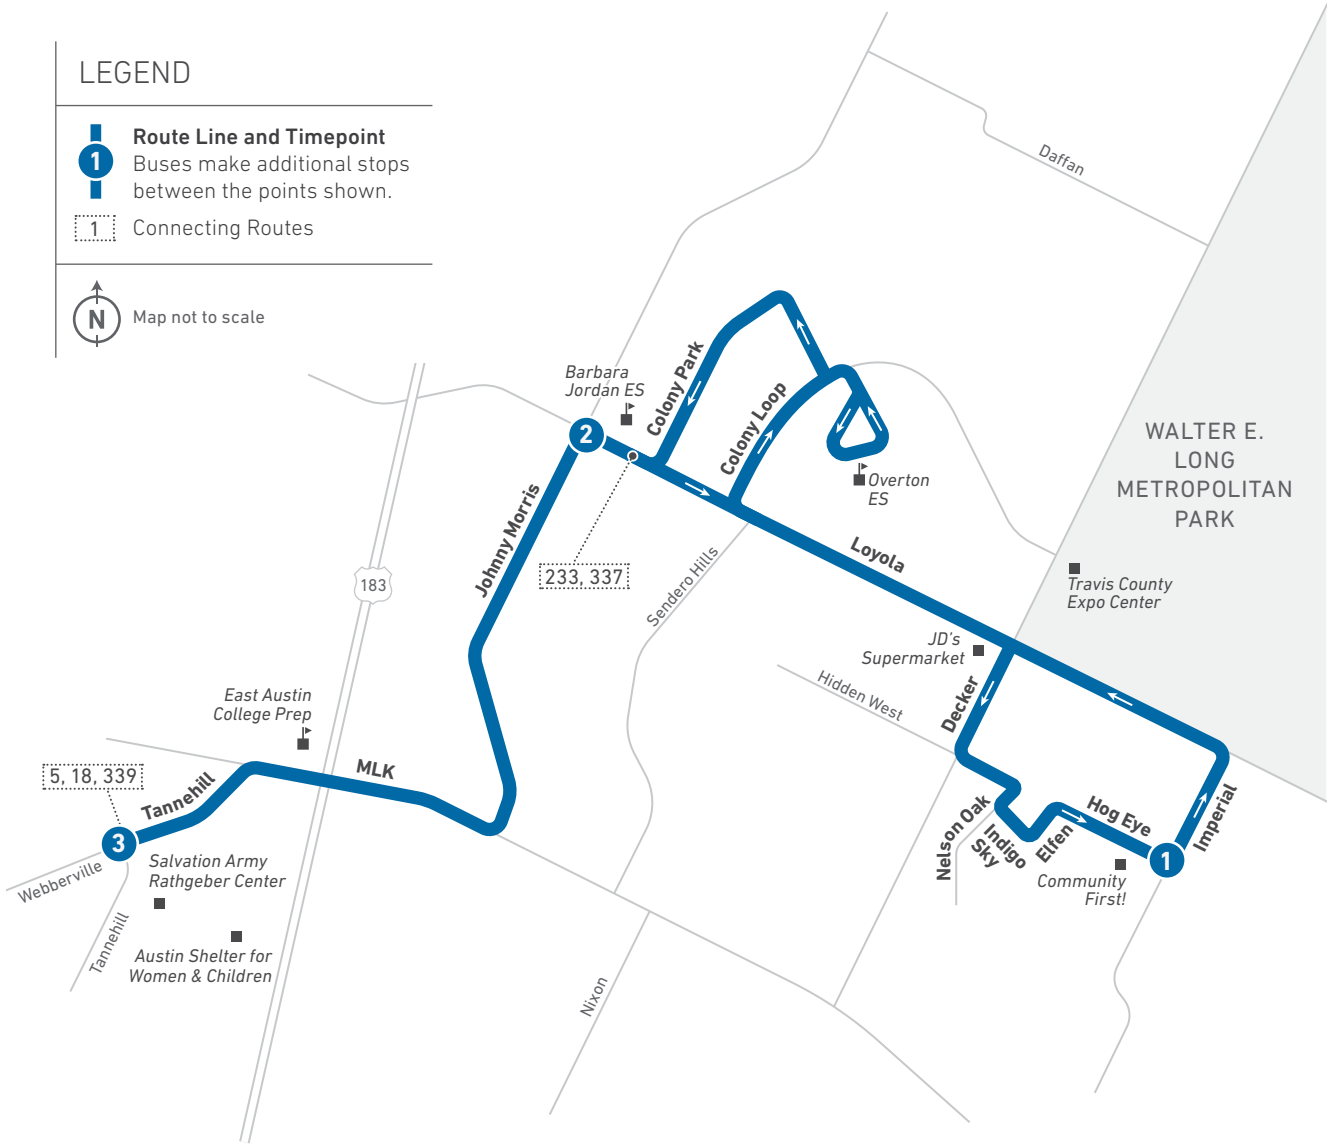 LEGEND
1
Route Line and Timepoint
Buses make additional stops
between the points shown.
1
Connecting Routes
N
Map not to scale
Daffan
Barbara
Jordan ES
2
Colony Park
Colony Loop
Overton
ES
WALTER E.
LONG
METROPOLITAN
PARK
Johnny Morris
233, 337
183
Sendero Hills
Loyola
Travis County
Expo Center
JD's
Supermarket
Hidden West
Decker
East Austin
College Prep
5, 18, 339
Tannehill
MLK
3
Webberville
Tannehill
Salvation Army
Rathgeber Center
Austin Shelter for
Women & Children
Nelson Oak
Indigo
Sky
Elfen
Hog Eye
Imperial
1
Community
First!
Nixon